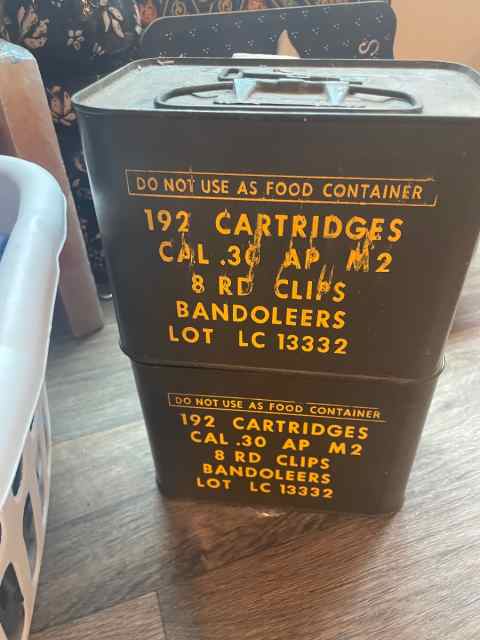 DO NOT USE AS FOOD CONTAINER
192 CARTRIDGES
CAL .30 AP M2
8 RD CLIPS
BANDOLEERS
LOT LC 13332
DO NOT USE AS FOOD CONTAINER
192 CARTRIDGES
CAL .30 AP M2
8 RD CLIPS
BANDOLEERS
LOT LC 13332